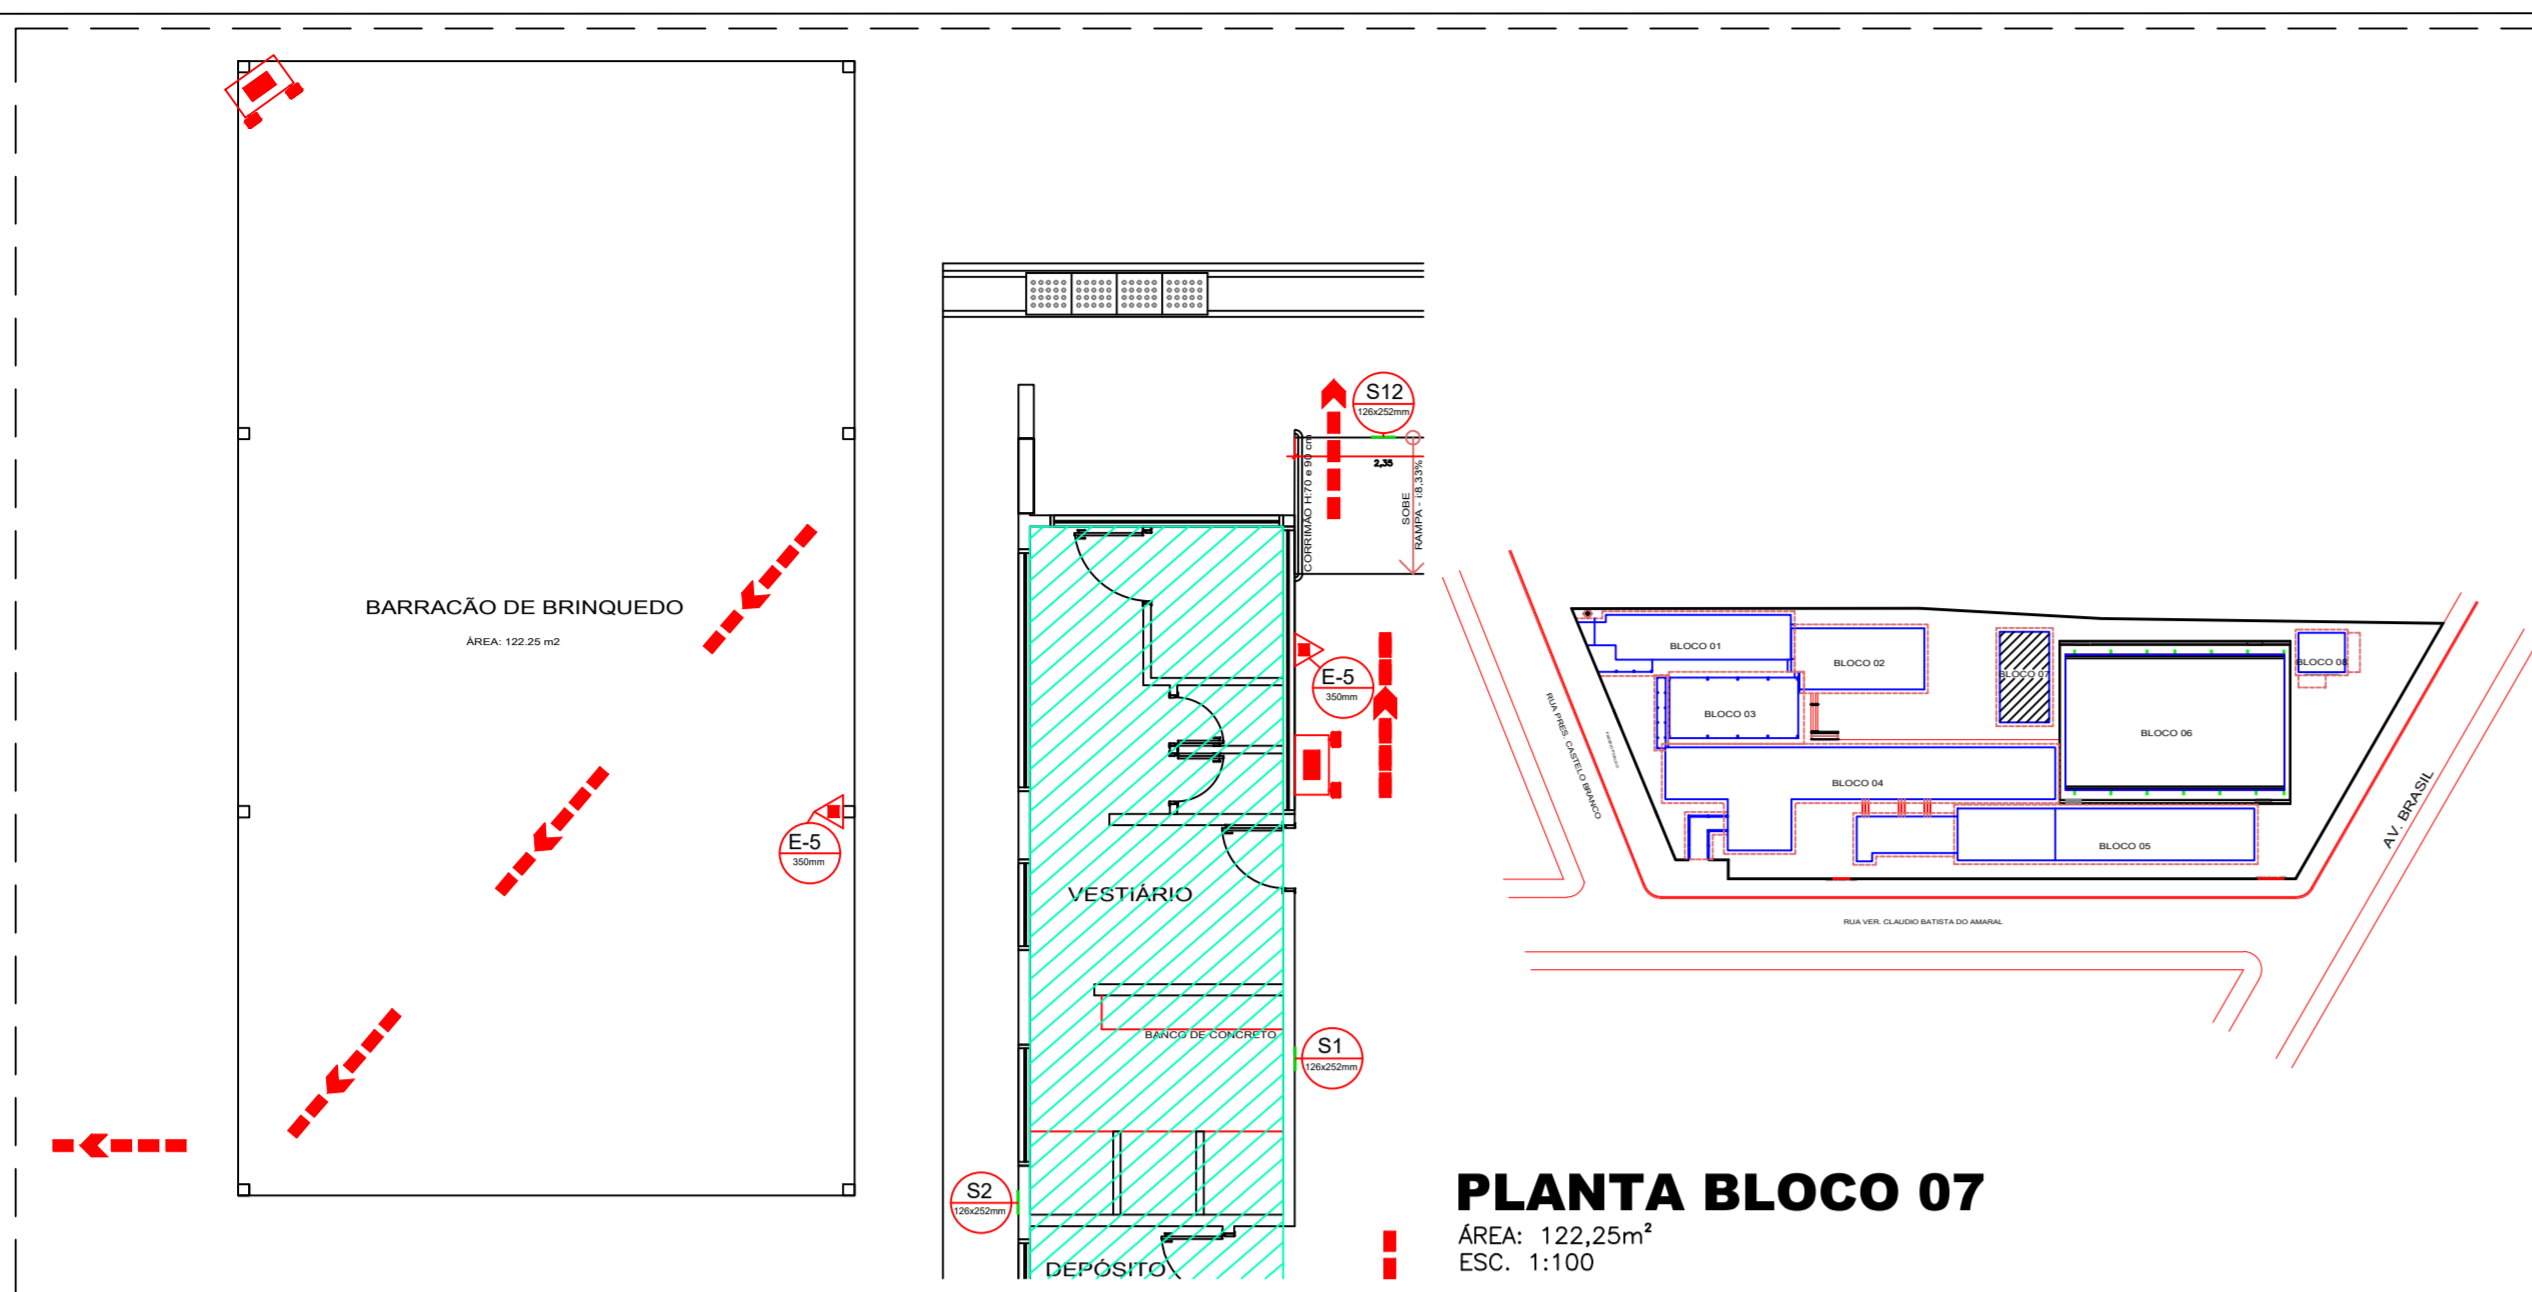 BARRACÃO DE BRINQUEDO
ÁREA: 122.25 m2
E-5
350mm
S12
126x252mm
2,35
CORRIMÃO H:70 e 90 cm
SOBE
RAMPA - i:8,33%
E-5
350mm
VESTIÁRIO
BANCO DE CONCRETO
S1
126x252mm
S2
126x252mm
DEPÓSITO
BLOCO 01
BLOCO 02
BLOCO 03
BLOCO 04
BLOCO 05
BLOCO 06
BLOCO 07
BLOCO 08
RUA PRES. CASTELO BRANCO
RUA VER. CLAUDIO BATISTA DO AMARAL
AV. BRASIL
PLANTA BLOCO 07
ÁREA: 122,25m²
ESC. 1:100